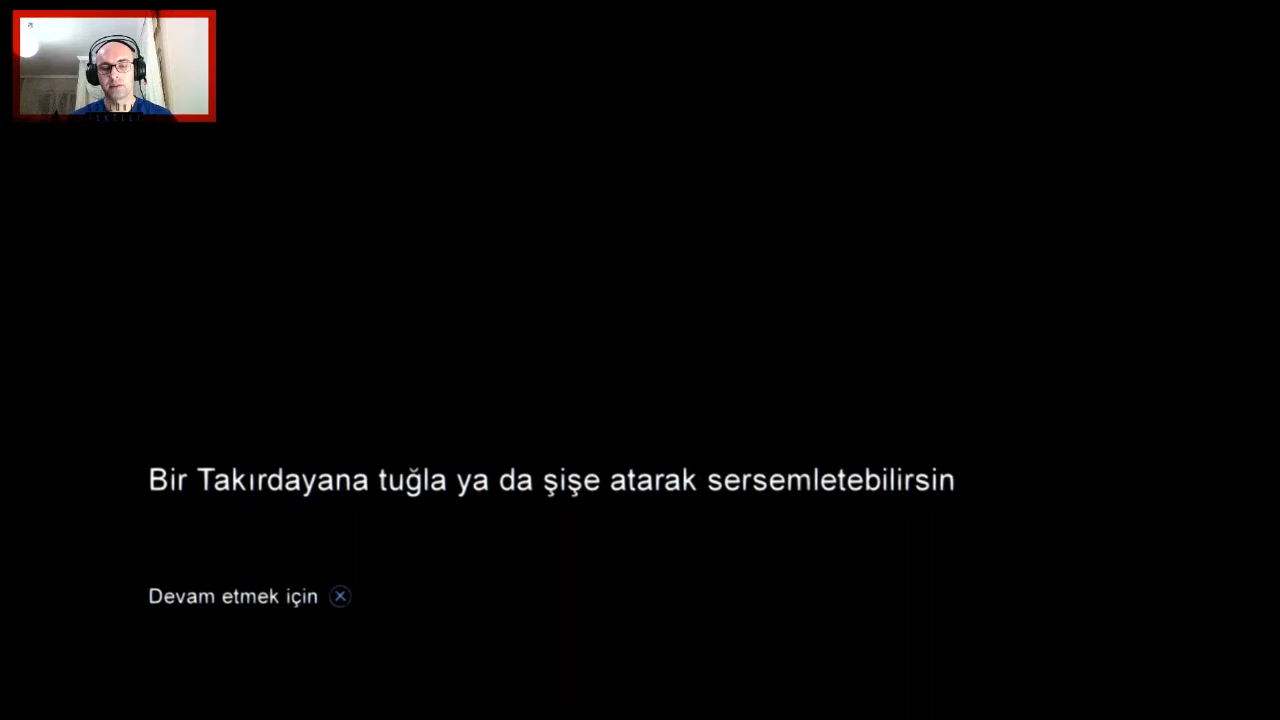 Bir Takırdayana tuğla ya da şişe atarak sersemletebilirsin
Devam etmek için